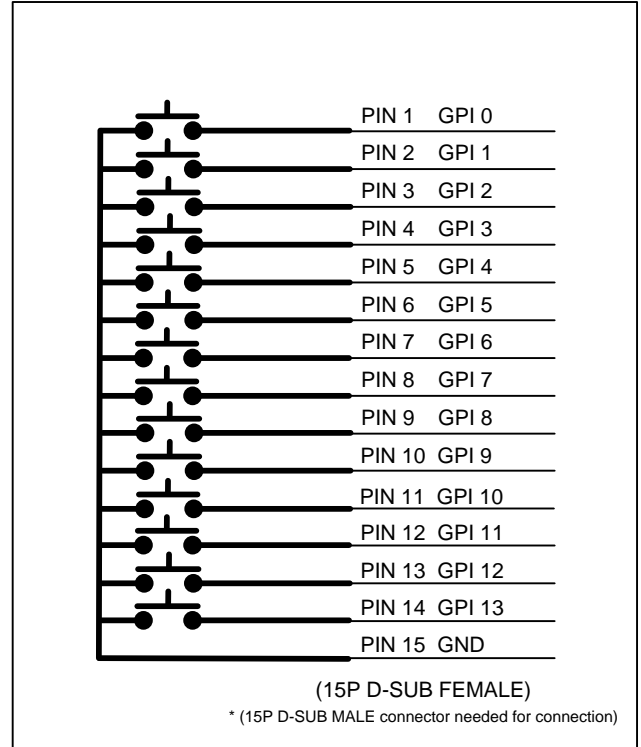 PIN 1 GPI 0
PIN 2 GPI 1
PIN 3 GPI 2
PIN 4 GPI 3
PIN 5 GPI 4
PIN 6 GPI 5
PIN 7 GPI 6
PIN 8 GPI 7
PIN 9 GPI 8
PIN 10 GPI 9
PIN 11 GPI 10
PIN 12 GPI 11
PIN 13 GPI 12
PIN 14 GPI 13
PIN 15 GND
(15P D-SUB FEMALE)
* (15P D-SUB MALE connector needed for connection)